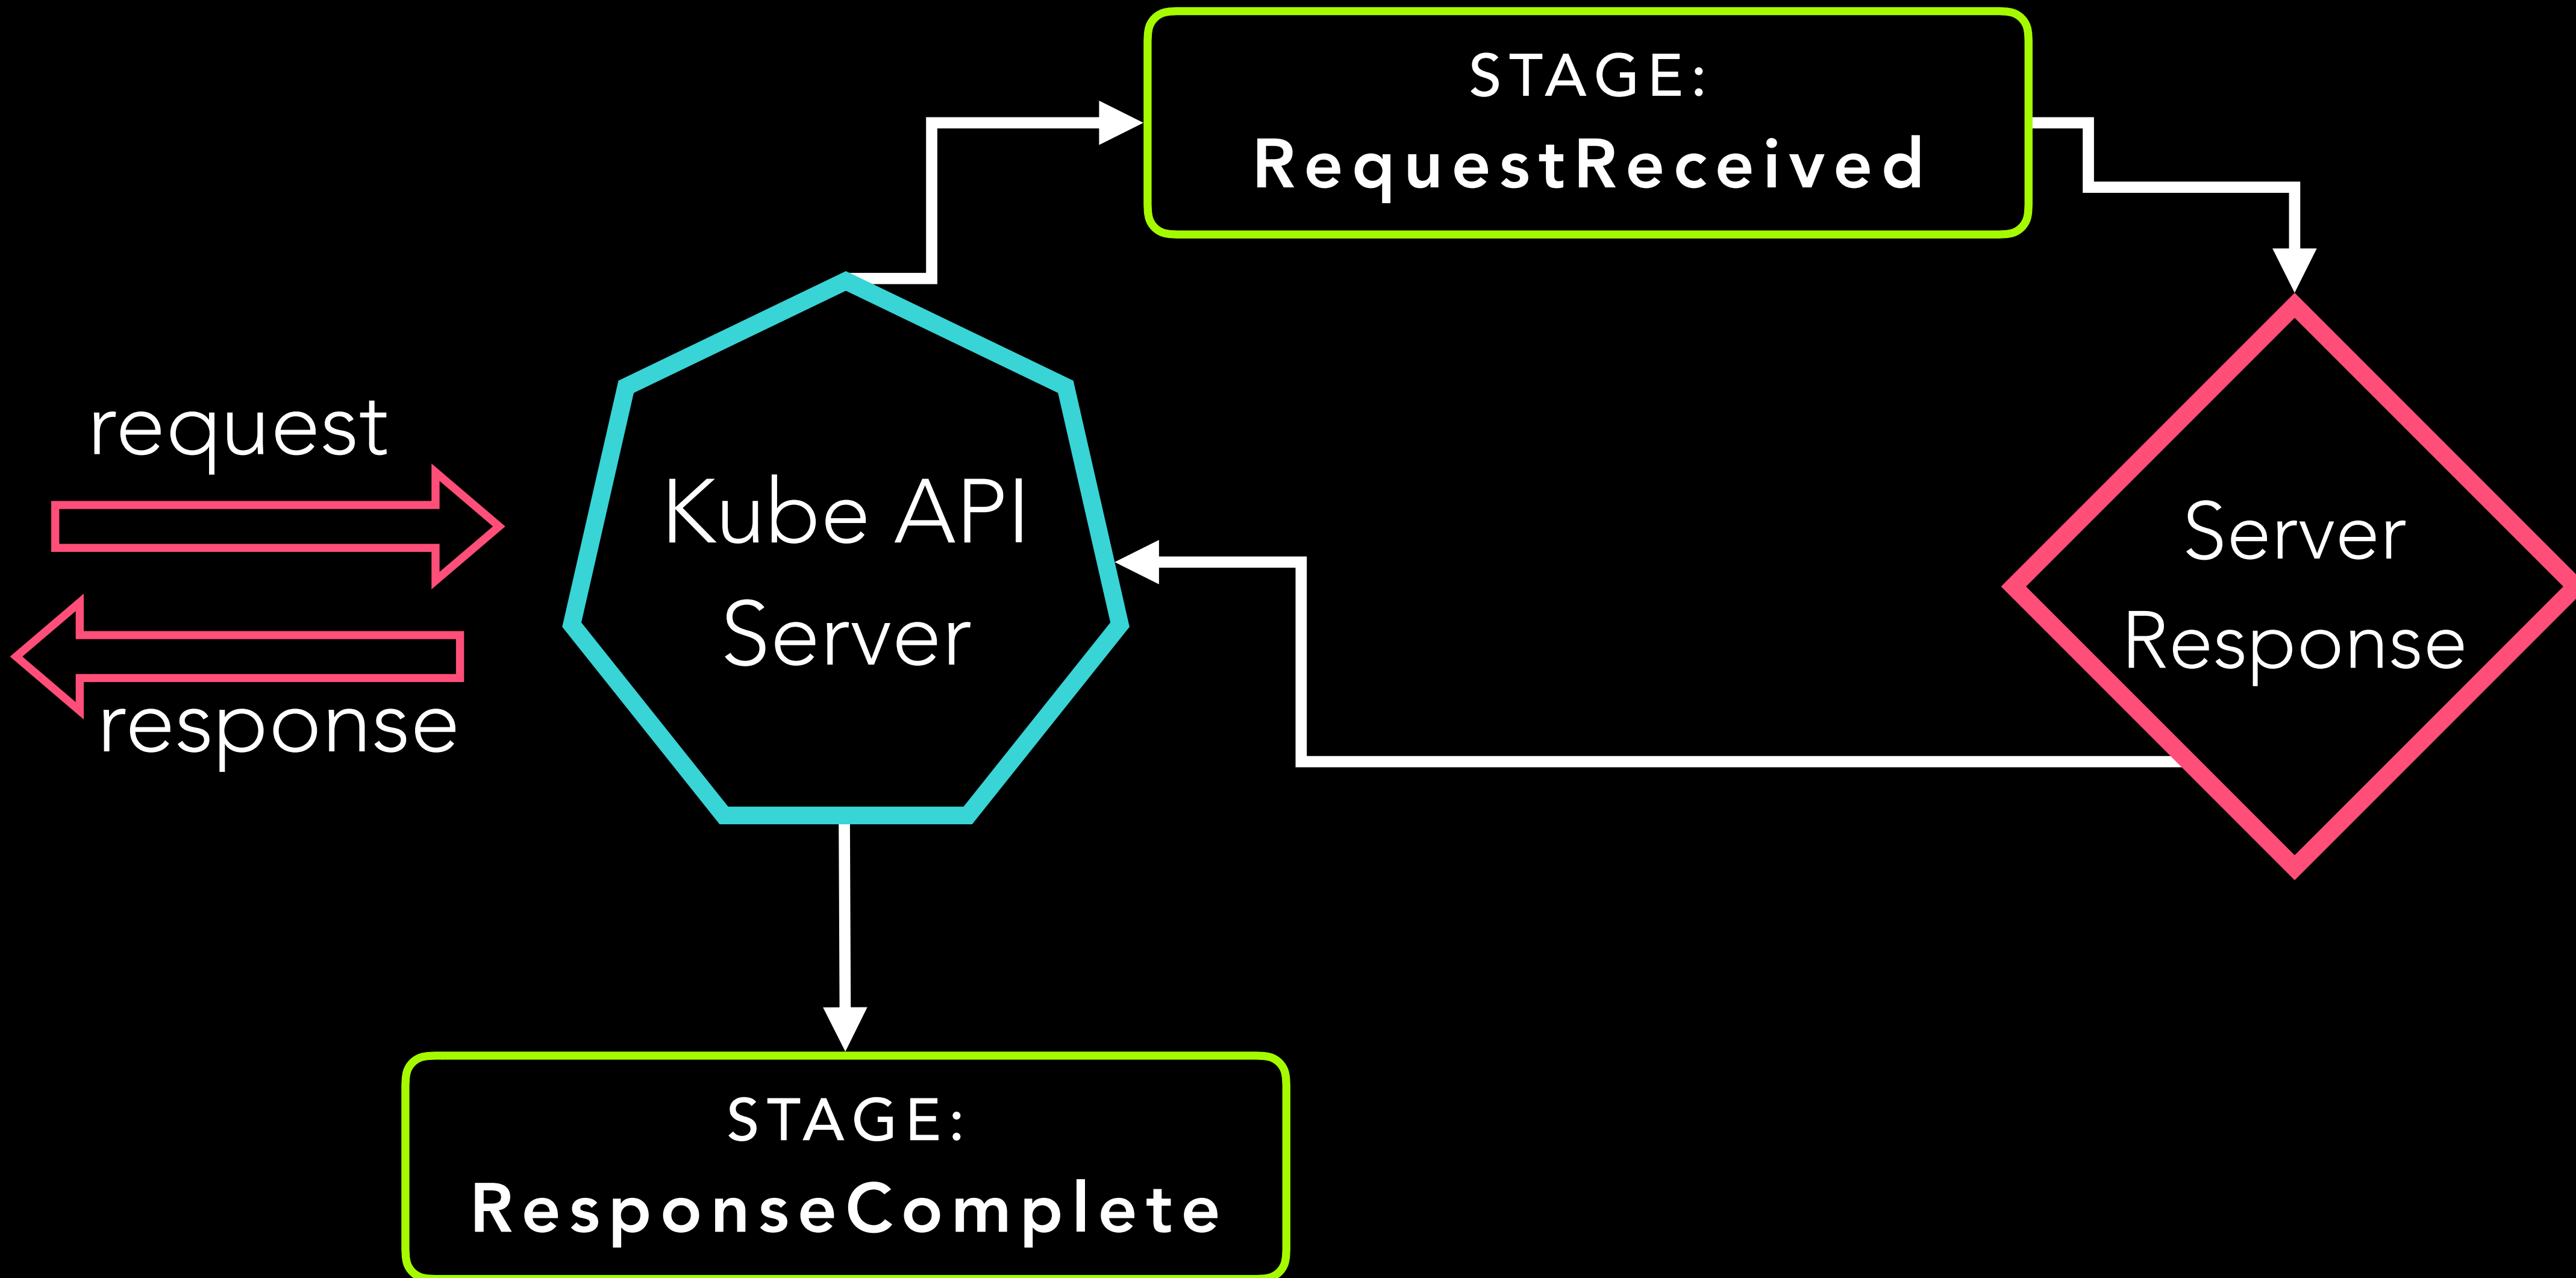 STAGE:
RequestReceived
request
Kube API
Server
response
Server
Response
STAGE:
ResponseComplete